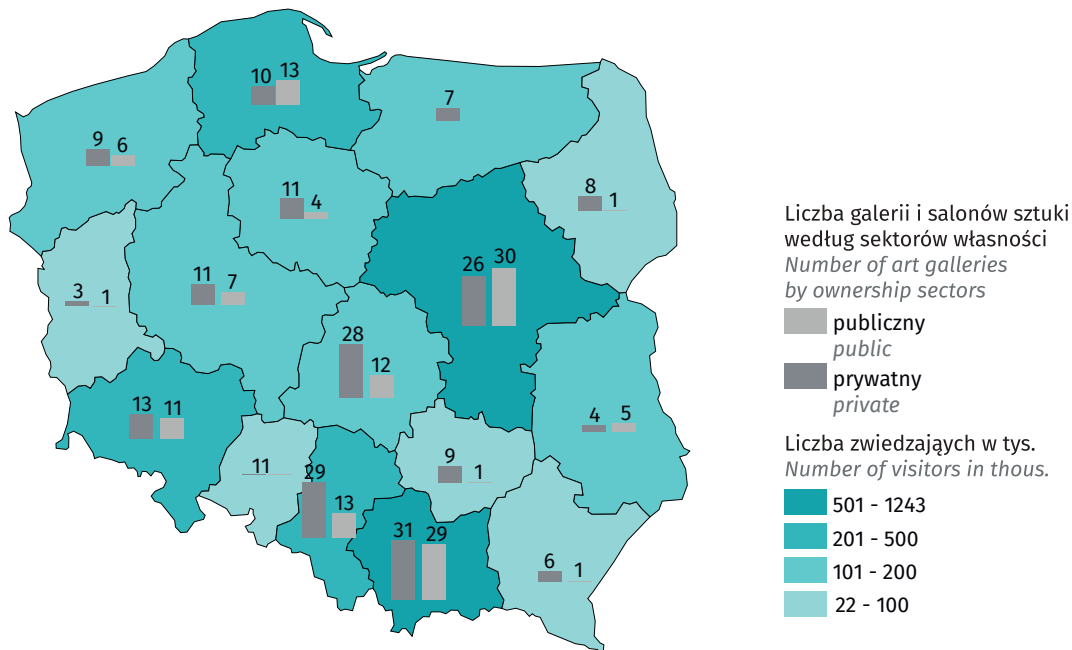 10 13
7
9 6
11 4
8 1
3 1
11 7
26 30
28 12
13 11
4 5
11
29 13
9 1
31 29
6 1
Liczba galerii i salonów sztuki
według sektorów własności
Number of art galleries
by ownership sectors
publiczny
public
prywatny
private
Liczba zwiedzająych w tys.
Number of visitors in thous.
501 - 1243
201 - 500
101 - 200
22 - 100